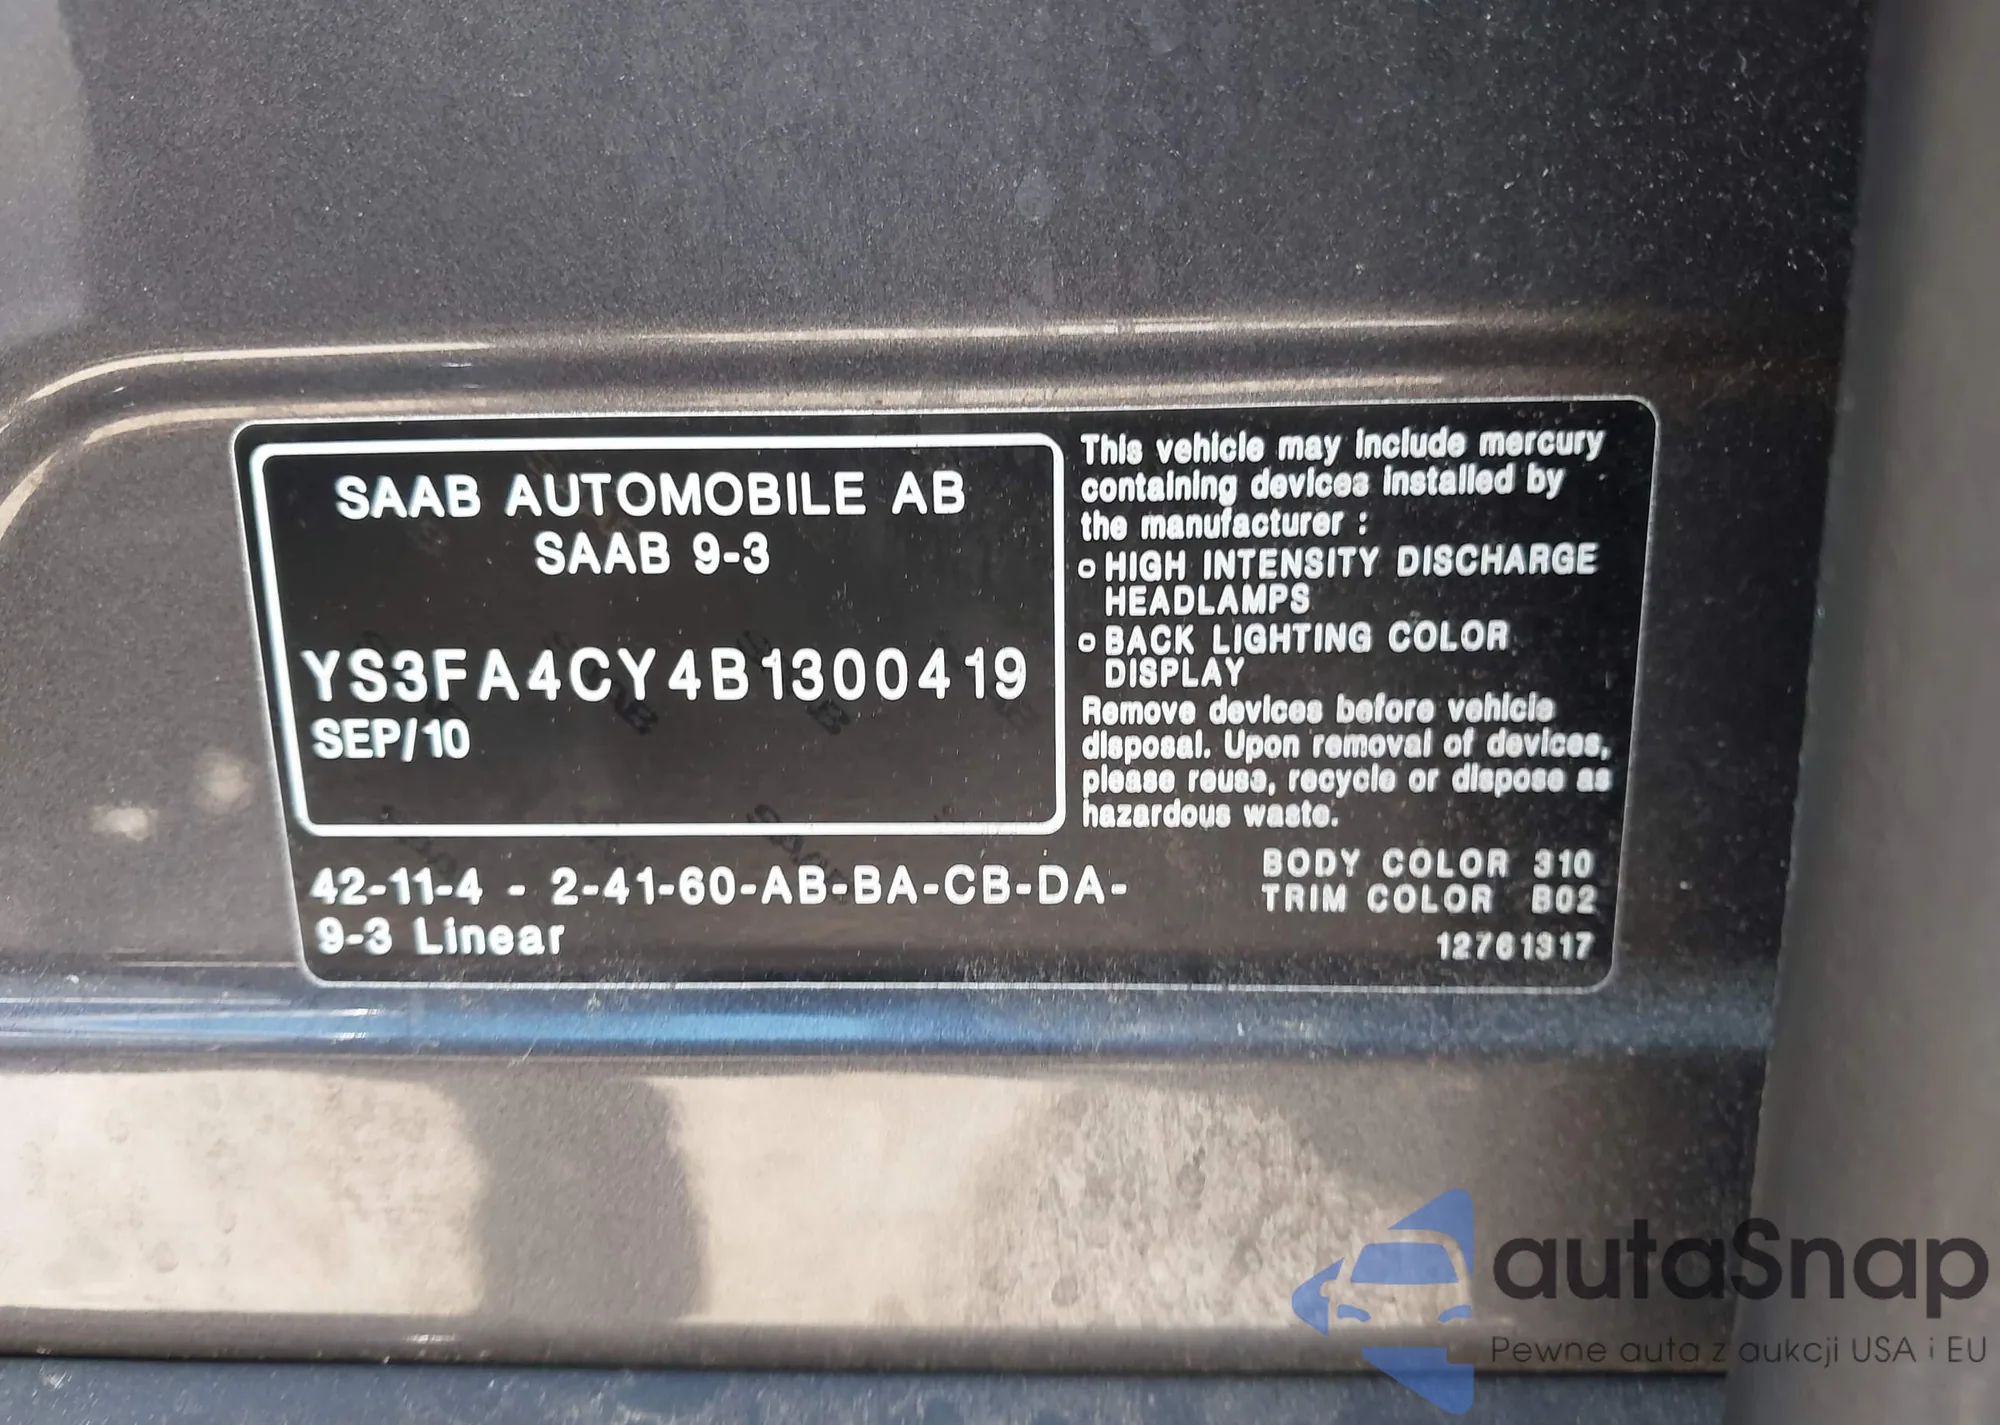 SAAB AUTOMOBILE AB
SAAB 9-3
YS3FA4CY4B1300419
SEP/10
This vehicle may include mercury
containing devices installed by
the manufacturer :
o HIGH INTENSITY DISCHARGE
HEADLAMPS
o BACK LIGHTING COLOR
DISPLAY
Remove devices before vehicle
disposal. Upon removal of devices,
please reuse, recycle or dispose as
hazardous waste.
42-11-4 - 2-41-60-AB-BA-CB-DA-
9-3 Linear
BODY COLOR 310
TRIM COLOR B02
12761317
autaSnap
Pewne auta z aukcji USA i EU